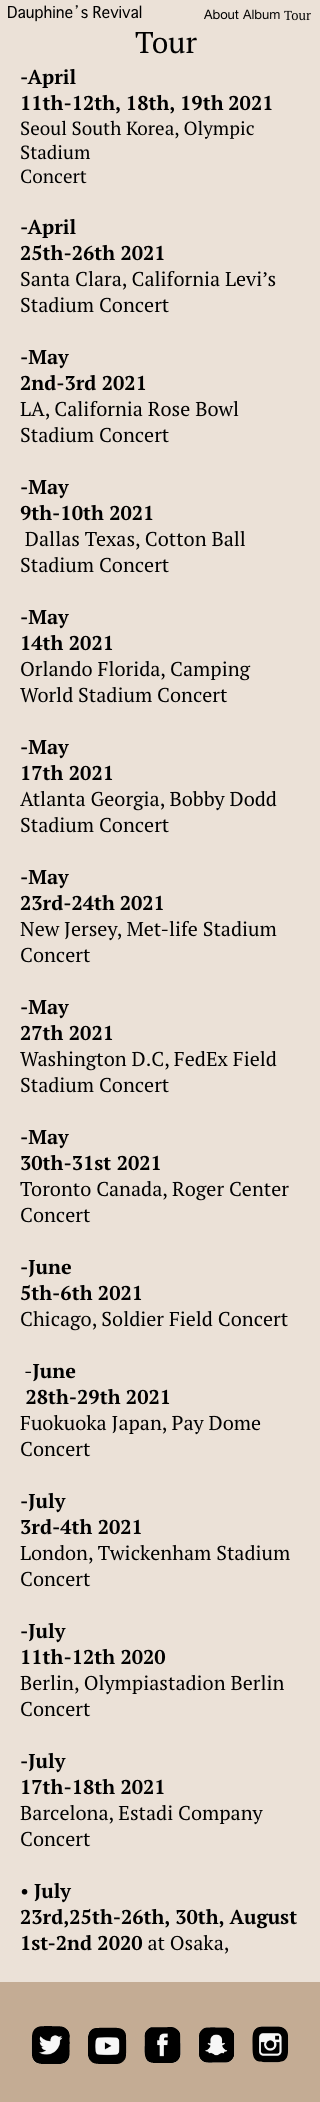 Dauphine's Revival
About Album Tour
Tour
-April
11th-12th, 18th, 19th 2021
Seoul South Korea, Olympic
Stadium
Concert
-April
25th-26th 2021
Santa Clara, California Levi's
Stadium Concert
-May
2nd-3rd 2021
LA, California Rose Bowl
Stadium Concert
-May
9th-10th 2021
Dallas Texas, Cotton Ball
Stadium Concert
-May
14th 2021
Orlando Florida, Camping
World Stadium Concert
-May
17th 2021
Atlanta Georgia, Bobby Dodd
Stadium Concert
-May
23rd-24th 2021
New Jersey, Met-life Stadium
Concert
-May
27th 2021
Washington D.C, FedEx Field
Stadium Concert
-May
30th-31st 2021
Toronto Canada, Roger Center
Concert
-June
5th-6th 2021
Chicago, Soldier Field Concert
-June
28th-29th 2021
Fuokuoka Japan, Pay Dome
Concert
-July
3rd-4th 2021
London, Twickenham Stadium
Concert
-July
11th-12th 2020
Berlin, Olympiastadion Berlin
Concert
-July
17th-18th 2021
Barcelona, Estadi Company
Concert
• July
23rd,25th-26th, 30th, August
1st-2nd 2020 at Osaka,